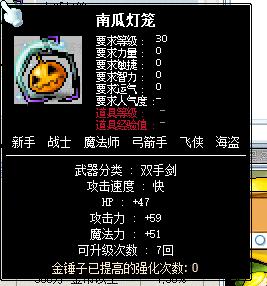 南瓜灯笼
要求等级： 30
要求力量： 0
要求敏捷： 0
要求智力： 0
要求运气： 0
要求人气度： -
道具等级： -
道具经验值： -
新手 战士 魔法师 弓箭手 飞侠 海盗
武器分类：双手剑
攻击速度：快
HP : +47
攻击力 : +59
魔法力 : +51
可升级次数：7回
金锤子已提高的强化次数: 0